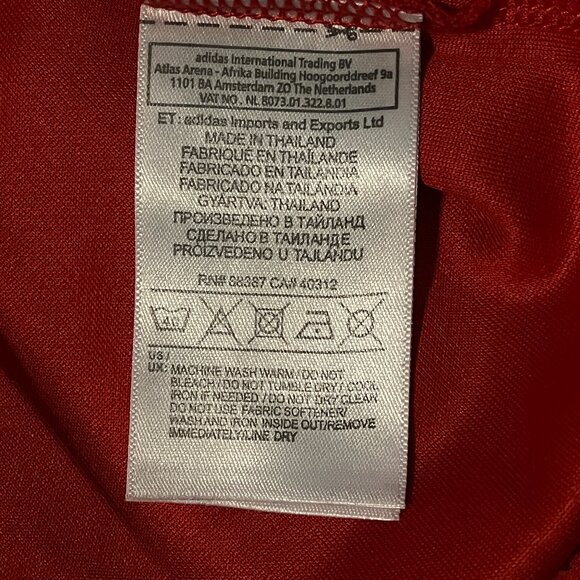 adidas International Trading BV
Atlas Arena - Afrika Building Hoogoorddreef 9a
1101 BA Amsterdam ZO The Netherlands
VAT NO. NL 8073.01.322.B.01
ET: adidas Imports and Exports Ltd
MADE IN THAILAND
FABRIQUÉ EN THAÏLANDE
FABRICADO EN TAILANDIA
FABRICADO NA TAILÂNDIA
GYÁRTVA: THAILAND
ПРОИЗВЕДЕНО В ТАЙЛАНД
СДЕЛАНО В ТАИЛАНДЕ
PROIZVEDENO U TAJLANDU
RN# 88387 CA# 40312
US /
UK: MACHINE WASH WARM / DO NOT
BLEACH / DO NOT TUMBLE DRY / COOL
IRON IF NEEDED / DO NOT DRY CLEAN
DO NOT USE FABRIC SOFTENER/
WASH AND IRON INSIDE OUT/REMOVE
IMMEDIATELY/LINE DRY